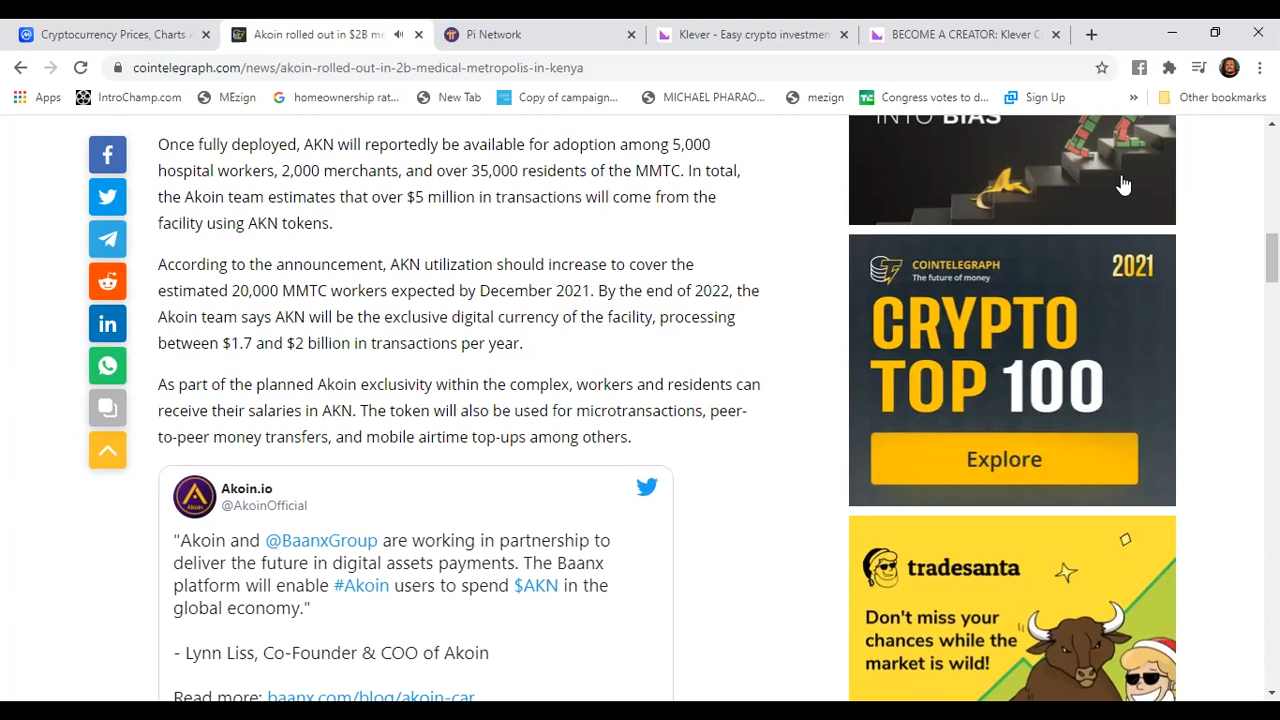 Cryptocurrency Prices, Charts A
Akoin rolled out in $2B me
Pi Network
Klever - Easy crypto investmen
BECOME A CREATOR: Klever C
cointelegraph.com/news/akoin-rolled-out-in-2b-medical-metropolis-in-kenya
Apps
IntroChamp.com
MEzign
homeownership rat...
New Tab
Copy of campaign...
MICHAEL PHARAO...
mezign
Congress votes to d...
Sign Up
»
Other bookmarks
Once fully deployed, AKN will reportedly be available for adoption among 5,000
hospital workers, 2,000 merchants, and over 35,000 residents of the MMTC. In total,
the Akoin team estimates that over $5 million in transactions will come from the
facility using AKN tokens.
According to the announcement, AKN utilization should increase to cover the
estimated 20,000 MMTC workers expected by December 2021. By the end of 2022, the
Akoin team says AKN will be the exclusive digital currency of the facility, processing
between $1.7 and $2 billion in transactions per year.
As part of the planned Akoin exclusivity within the complex, workers and residents can
receive their salaries in AKN. The token will also be used for microtransactions, peer-
to-peer money transfers, and mobile airtime top-ups among others.
Akoin.io
@AkoinOfficial
"Akoin and @BaanxGroup are working in partnership to
deliver the future in digital assets payments. The Baanx
platform will enable #Akoin users to spend $AKN in the
global economy."
- Lynn Liss, Co-Founder & COO of Akoin
Read more: baanx.com/blog/akoin-car
INTO BIAS
COINTELEGRAPH
The future of money
2021
CRYPTO
TOP 100
Explore
tradesanta
Don't miss your
chances while the
market is wild!